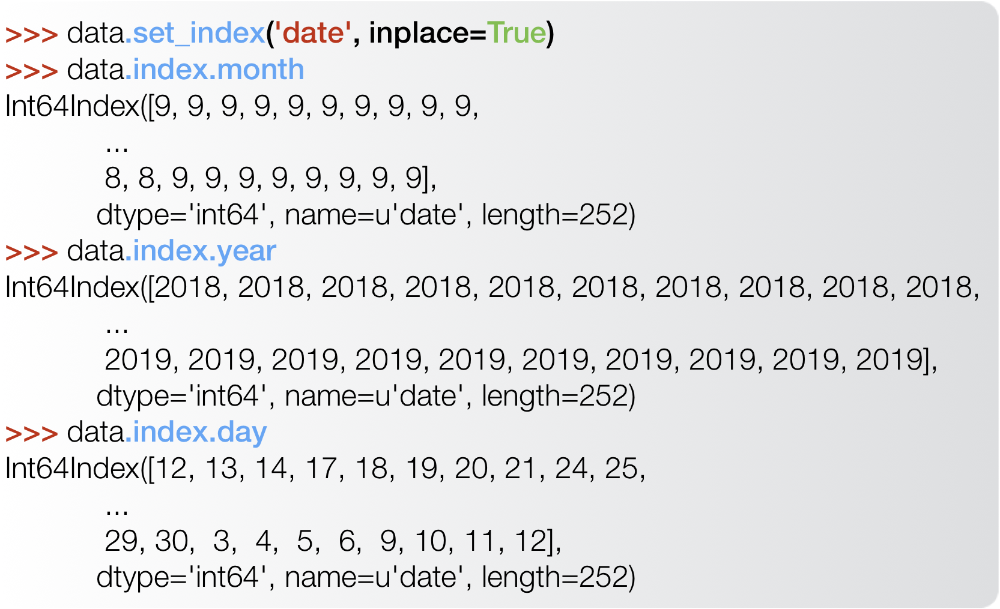 >>> data.set_index('date', inplace=True)
>>> data.index.month
Int64Index([9, 9, 9, 9, 9, 9, 9, 9, 9, 9,
...
8, 8, 9, 9, 9, 9, 9, 9, 9, 9],
dtype='int64', name=u'date', length=252)
>>> data.index.year
Int64Index([2018, 2018, 2018, 2018, 2018, 2018, 2018, 2018, 2018, 2018,
...
2019, 2019, 2019, 2019, 2019, 2019, 2019, 2019, 2019, 2019],
dtype='int64', name=u'date', length=252)
>>> data.index.day
Int64Index([12, 13, 14, 17, 18, 19, 20, 21, 24, 25,
...
29, 30,  3,  4,  5,  6,  9, 10, 11, 12],
dtype='int64', name=u'date', length=252)